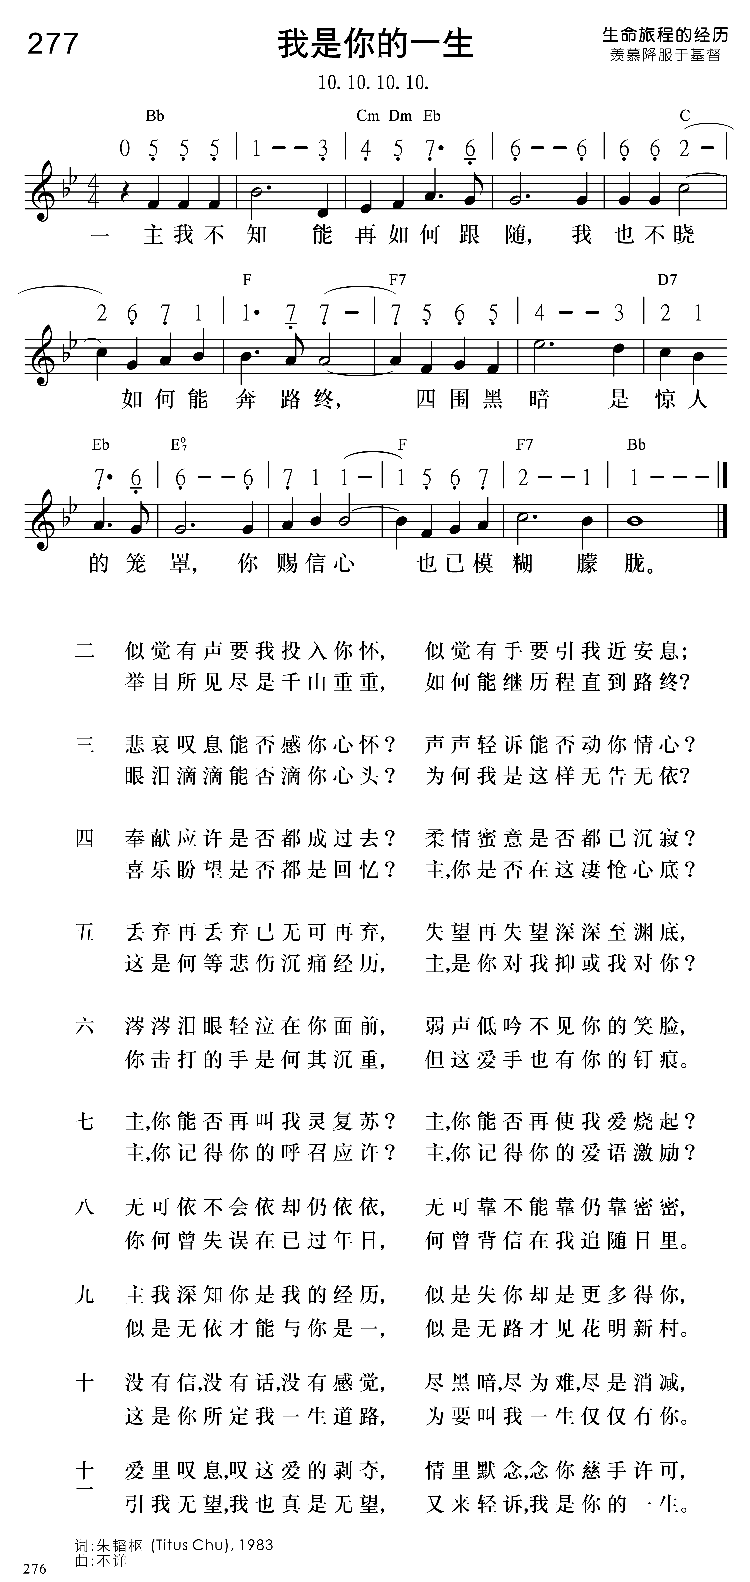 277
我是你的一生
生命旅程的经历
羡慕降服于基督
10. 10. 10. 10.
Bb Cm Dm Eb C
0 5 5 5 | 1 - - 3 | 4 5 7· 6 | 6 - - 6 | 6 6 2 - |
一 主我不 知 能 再如何 跟 随, 我 也不晓
F F7 D7
2 6 7 1 | 1· 7 7 - | 7 5 6 5 | 4 - - 3 | 2 1
如何能 奔 路终, 四围黑 暗 是 惊人
Eb E⁰7 F F7 Bb
7· 6 | 6 - - 6 | 7 1 1 - | 1 5 6 7 | 2 - - 1 | 1 - - - ‖
的 笼 罩, 你 赐信心 也已模 糊 朦 胧。
二 似觉有声要我投入你怀, 似觉有手要引我近安息;
举目所见尽是千山重重, 如何能继历程直到路终?
三 悲哀叹息能否感你心怀? 声声轻诉能否动你情心?
眼泪滴滴能否滴你心头? 为何我是这样无告无依?
四 奉献应许是否都成过去? 柔情蜜意是否都已沉寂?
喜乐盼望是否都是回忆? 主,你是否在这凄怆心底?
五 丢弃再丢弃已无可再弃, 失望再失望深深至渊底,
这是何等悲伤沉痛经历, 主,是你对我抑或我对你?
六 涔涔泪眼轻泣在你面前, 弱声低吟不见你的笑脸,
你击打的手是何其沉重, 但这爱手也有你的钉痕。
七 主,你能否再叫我灵复苏? 主,你能否再使我爱烧起?
主,你记得你的呼召应许? 主,你记得你的爱语激励?
八 无可依不会依却仍依依, 无可靠不能靠仍靠密密,
你何曾失误在已过年日, 何曾背信在我追随日里。
九 主我深知你是我的经历, 似是失你却是更多得你,
似是无依才能与你是一, 似是无路才见花明新村。
十 没有信,没有话,没有感觉, 尽黑暗,尽为难,尽是消减,
这是你所定我一生道路, 为要叫我一生仅仅有你。
十一 爱里叹息,叹这爱的剥夺, 情里默念,念你慈手许可,
引我无望,我也真是无望, 又来轻诉,我是你的一生。
词:朱韬枢 (Titus Chu), 1983
曲:不详
276